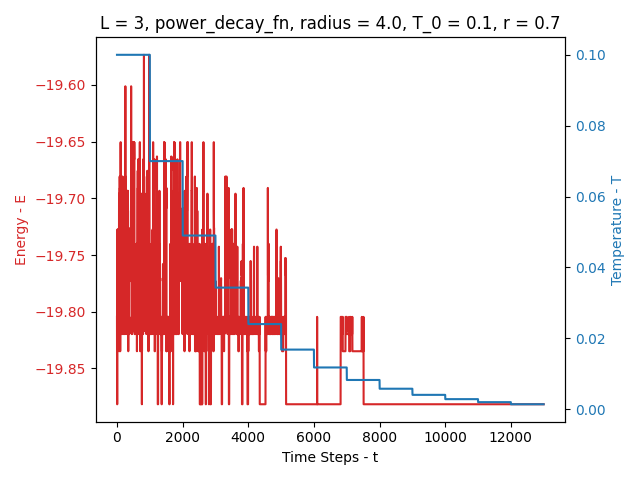 L = 3, power_decay_fn, radius = 4.0, T_0 = 0.1, r = 0.7
Energy - E
−19.60
−19.65
−19.70
−19.75
−19.80
−19.85
0.10
0.08
0.06
0.04
0.02
0.00
Temperature - T
0 2000 4000 6000 8000 10000 12000
Time Steps - t